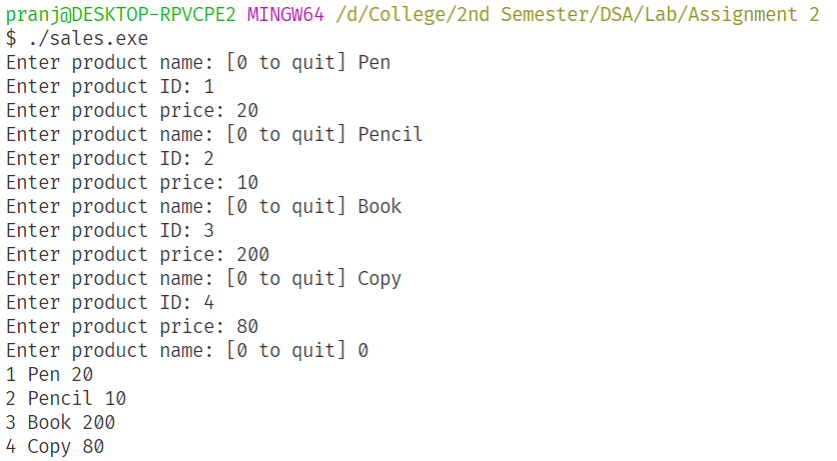 pranj@DESKTOP-RPVCPE2 MINGW64 /d/College/2nd Semester/DSA/Lab/Assignment 2
$ ./sales.exe
Enter product name: [0 to quit] Pen
Enter product ID: 1
Enter product price: 20
Enter product name: [0 to quit] Pencil
Enter product ID: 2
Enter product price: 10
Enter product name: [0 to quit] Book
Enter product ID: 3
Enter product price: 200
Enter product name: [0 to quit] Copy
Enter product ID: 4
Enter product price: 80
Enter product name: [0 to quit] 0
1 Pen 20
2 Pencil 10
3 Book 200
4 Copy 80